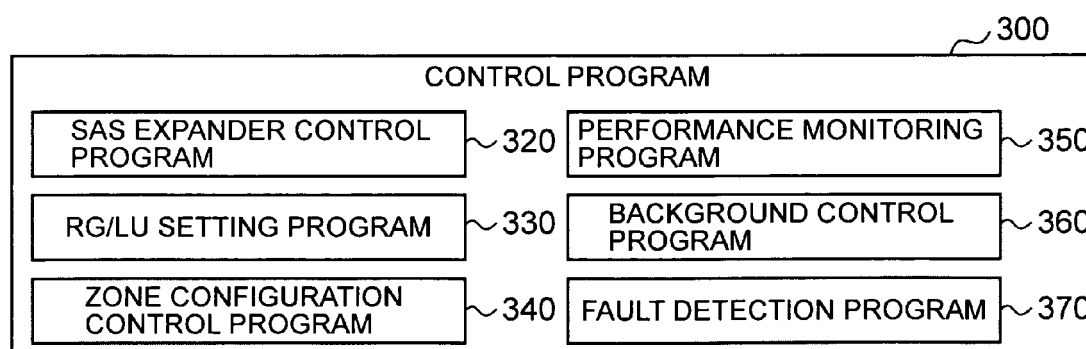 300
CONTROL PROGRAM
SAS EXPANDER CONTROL
PROGRAM
320
PERFORMANCE MONITORING
PROGRAM
350
RG/LU SETTING PROGRAM
330
BACKGROUND CONTROL
PROGRAM
360
ZONE CONFIGURATION
CONTROL PROGRAM
340
FAULT DETECTION PROGRAM
370